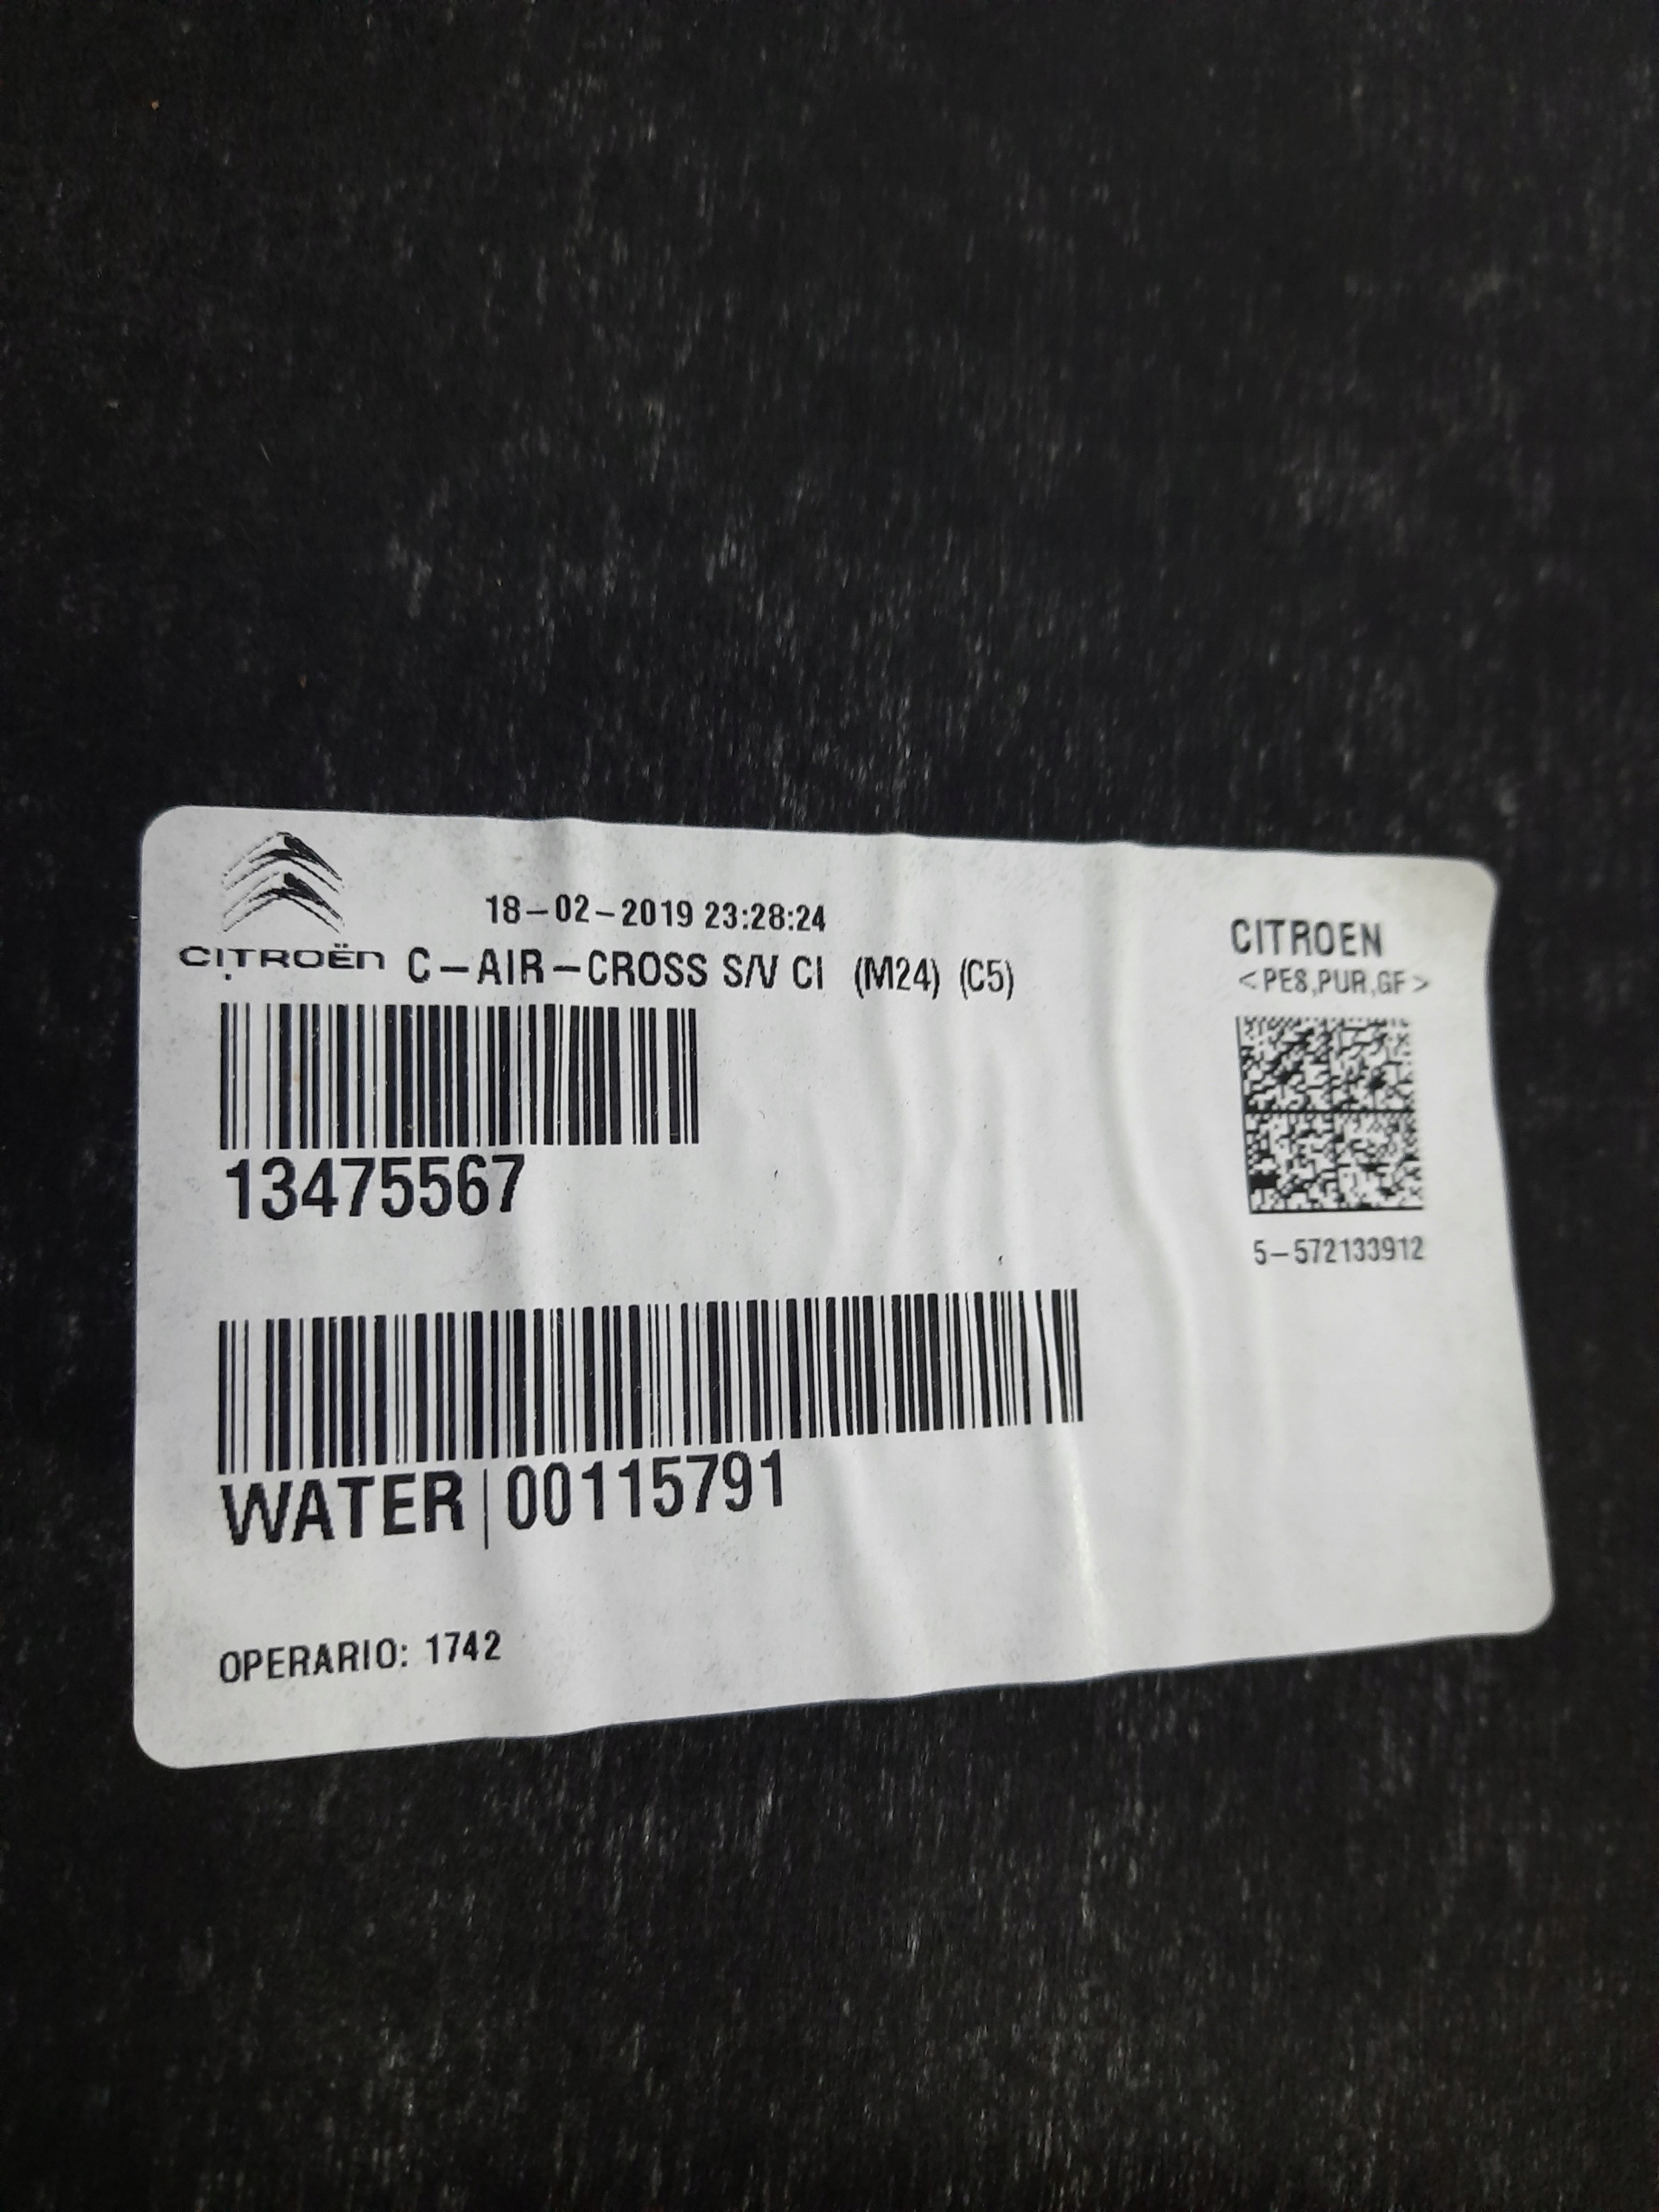 18-02-2019 23:28:24
CITROËN C-AIR-CROSS S/V CI (M24) (C5)
13475567
WATER|00115791
OPERARIO: 1742
CITROEN
<PES,PUR,GF>
5-572133912